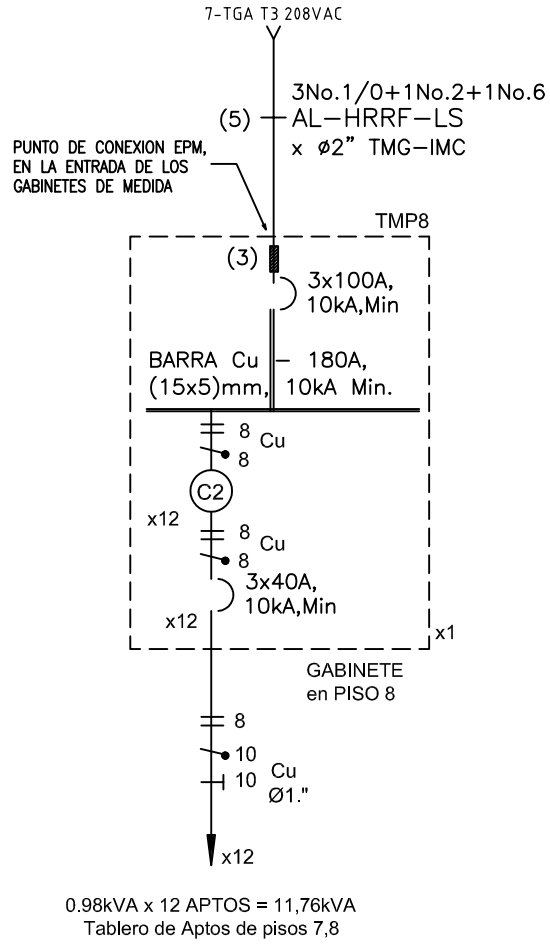 7-TGA T3 208VAC
3No.1/0+1No.2+1No.6
(5) AL-HRRF-LS
x ø2" TMG-IMC
PUNTO DE CONEXION EPM,
EN LA ENTRADA DE LOS
GABINETES DE MEDIDA
TMP8
(3)
3x100A,
10kA,Min
BARRA Cu 180A,
(15x5)mm, 10kA Min.
8 Cu
8
C2
x12
8 Cu
8
3x40A,
10kA,Min
x12
x1
GABINETE
en PISO 8
8
10
10 Cu
Ø1."
x12
0.98kVA x 12 APTOS = 11,76kVA
Tablero de Aptos de pisos 7,8